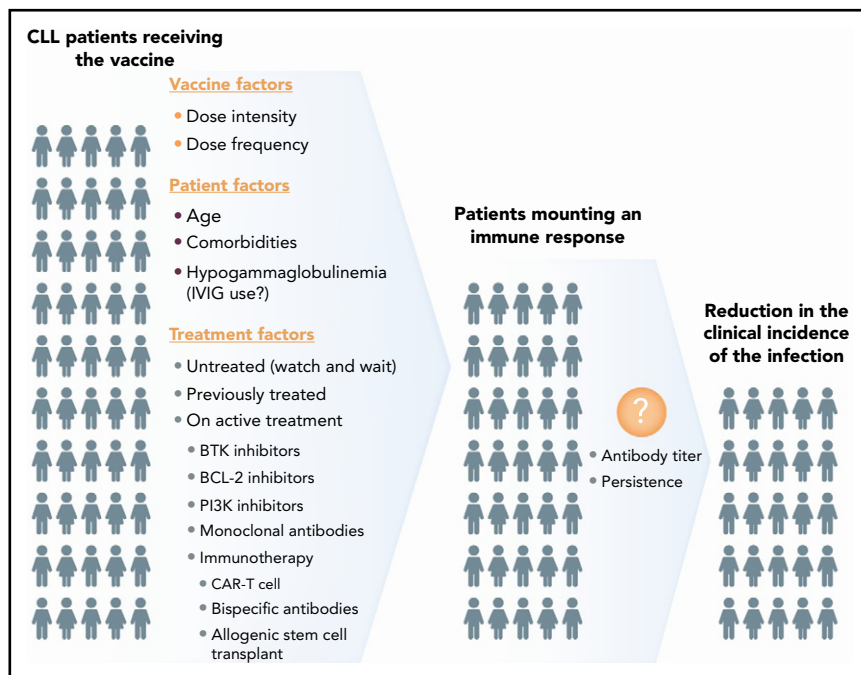 CLL patients receiving
the vaccine
Vaccine factors
• Dose intensity
• Dose frequency
Patient factors
• Age
• Comorbidities
• Hypogammaglobulinemia
(IVIG use?)
Treatment factors
• Untreated (watch and wait)
• Previously treated
• On active treatment
• BTK inhibitors
• BCL-2 inhibitors
• PI3K inhibitors
• Monoclonal antibodies
• Immunotherapy
• CAR-T cell
• Bispecific antibodies
• Allogenic stem cell
transplant
Patients mounting an
immune response
?
• Antibody titer
• Persistence
Reduction in the
clinical incidence
of the infection